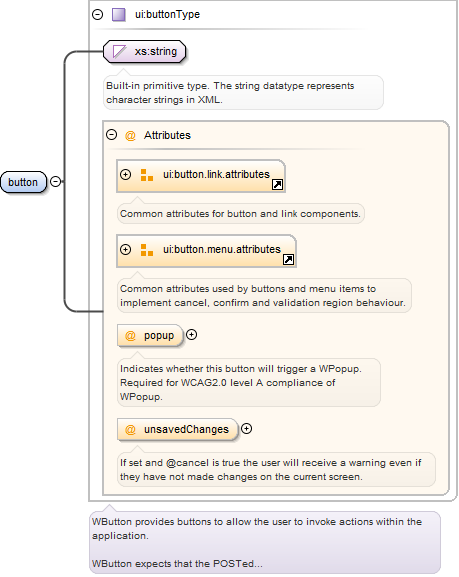 ui:buttonType
xs:string
Built-in primitive type. The string datatype represents
character strings in XML.
@ Attributes
ui:button.link.attributes
Common attributes for button and link components.
button
ui:button.menu.attributes
Common attributes used by buttons and menu items to
implement cancel, confirm and validation region behaviour.
@ popup
Indicates whether this button will trigger a WPopup.
Required for WCAG2.0 level A compliance of
WPopup.
@ unsavedChanges
If set and @cancel is true the user will receive a warning even if
they have not made changes on the current screen.
WButton provides buttons to allow the user to invoke actions within the
application.
WButton expects that the POSTed...